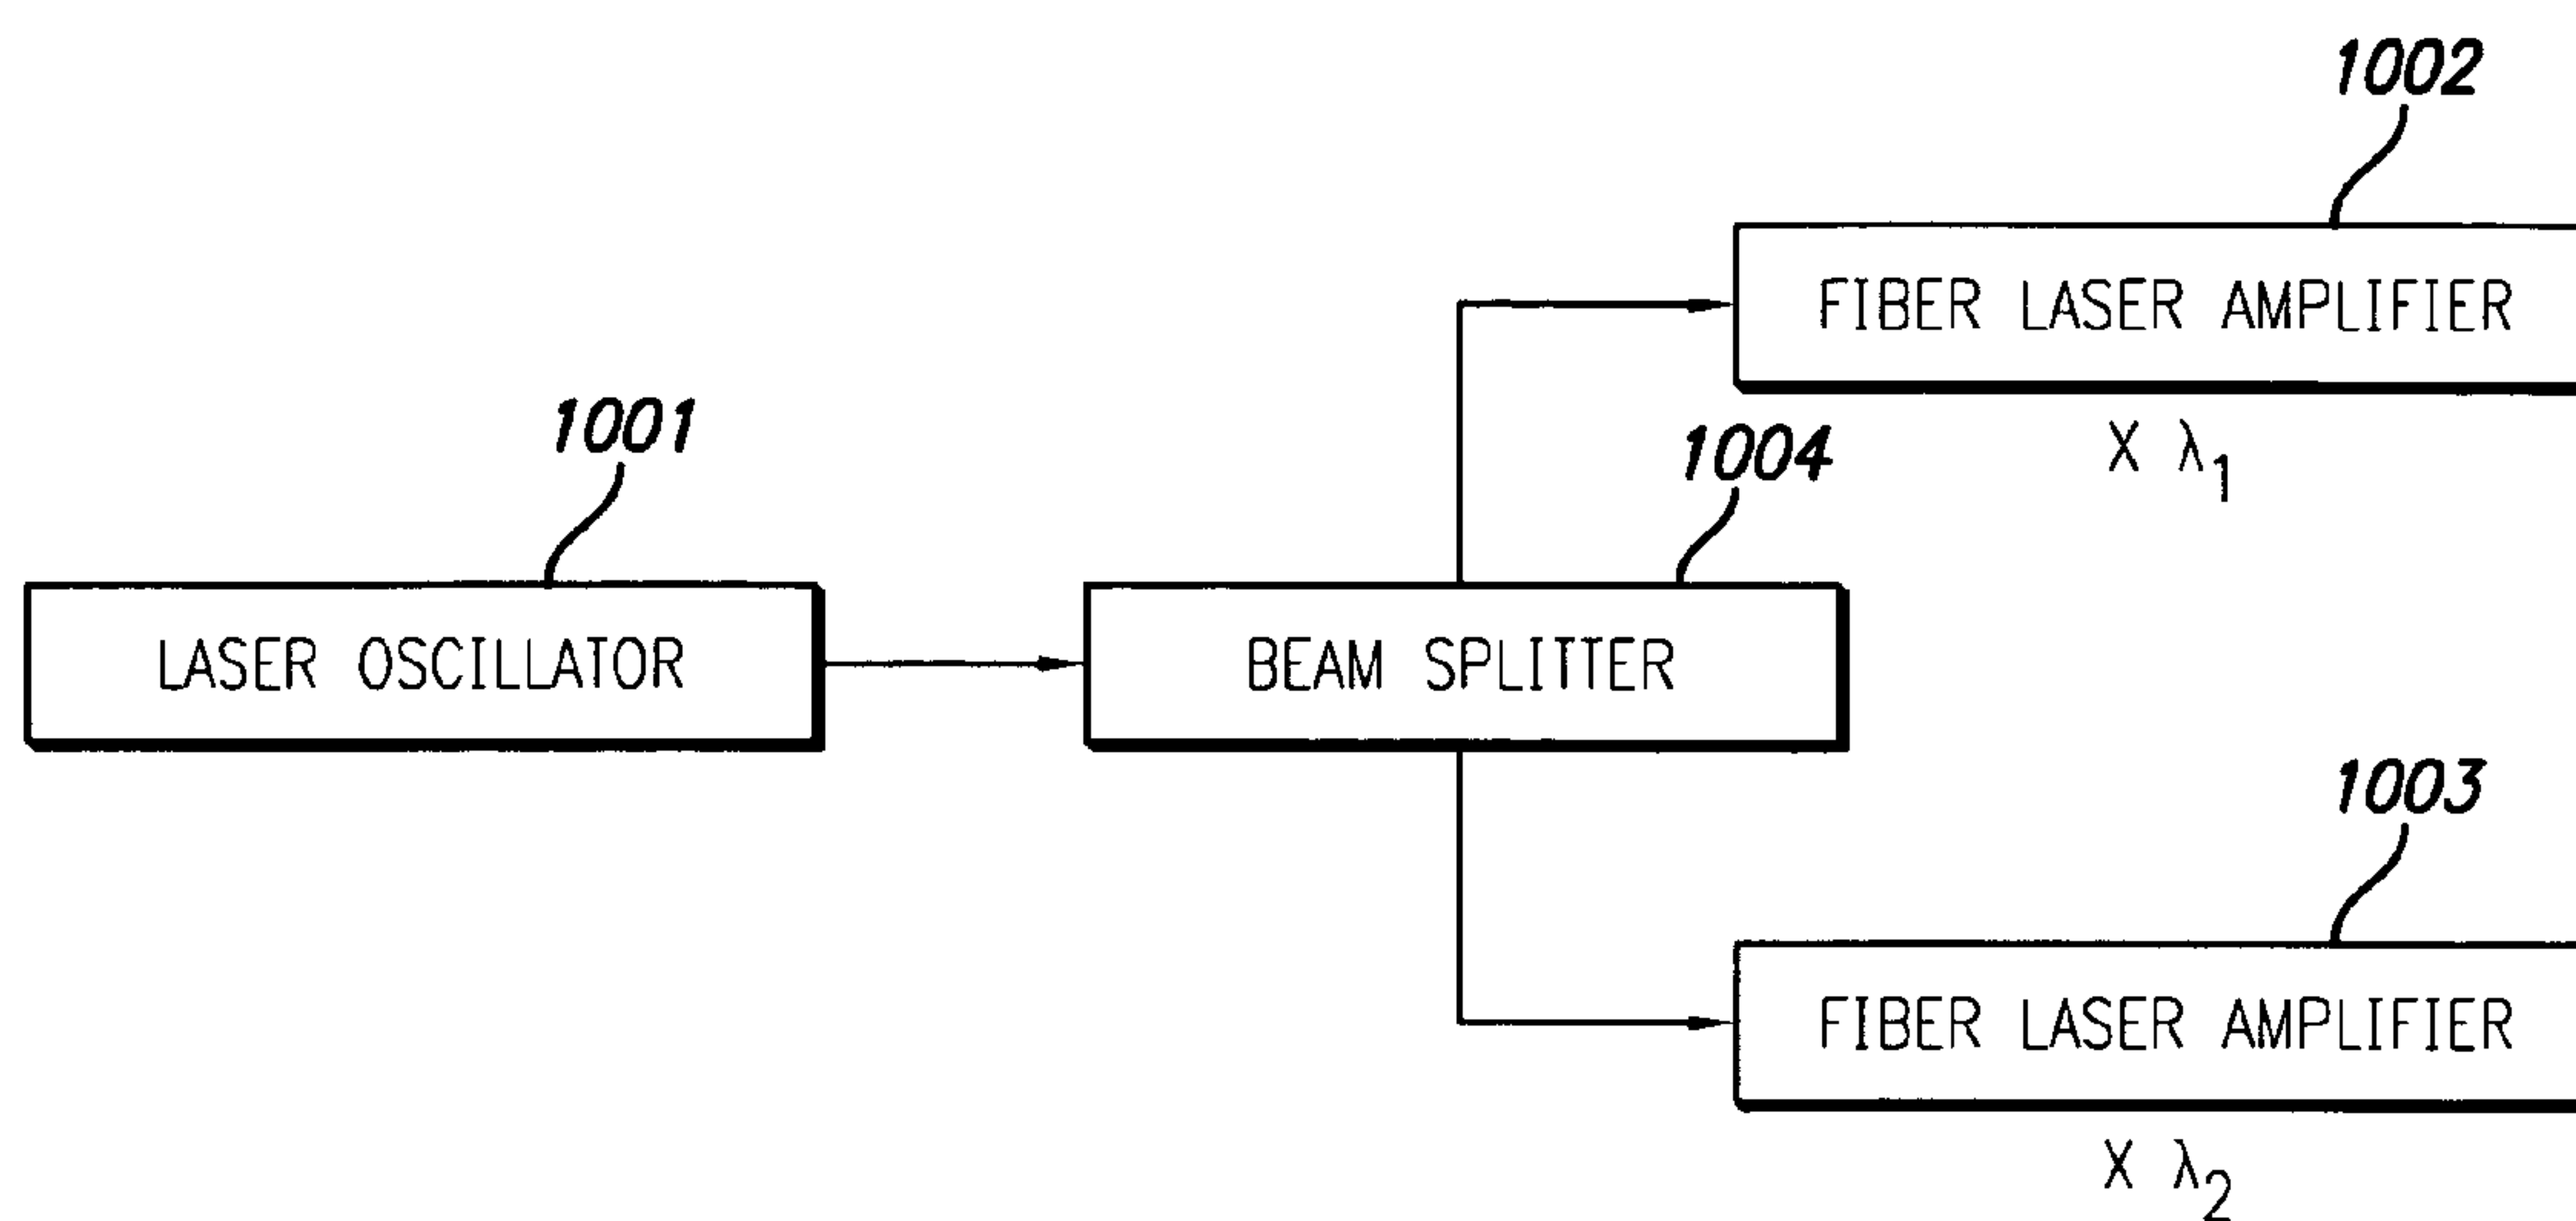 1002
FIBER LASER AMPLIFIER
X λ1
1001
1004
LASER OSCILLATOR
BEAM SPLITTER
1003
FIBER LASER AMPLIFIER
X λ2